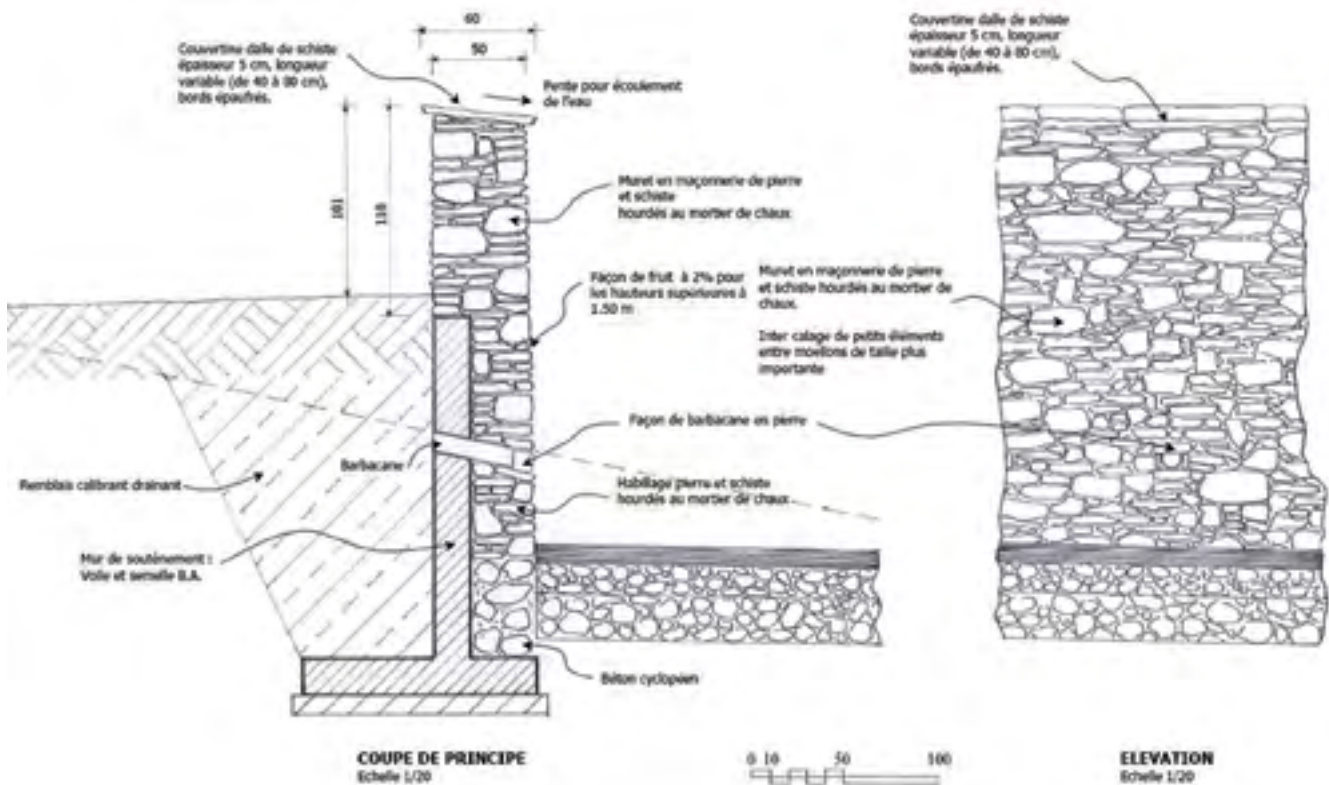 60
Couvertine dalle de schiste
épaisseur 5 cm, longueur
variable (de 40 à 80 cm),
bords épaufrés.
50
Pente pour écoulement
de l'eau
101
110
Muret en maçonnerie de pierre
et schiste
hourdés au mortier de chaux
Façon de fruit à 2% pour
les hauteurs supérieures à
1.50 m
Barbacane
Remblais calibrant drainant
Mur de soutènement :
Voile et semelle B.A.
Façon de barbacane en pierre
Habillage pierre et schiste
hourdés au mortier de chaux
Béton cyclopéen
COUPE DE PRINCIPE
Echelle 1/20
Couvertine dalle de schiste
épaisseur 5 cm, longueur
variable (de 40 à 80 cm),
bords épaufrés.
Muret en maçonnerie de pierre
et schiste hourdés au mortier de
chaux.
Inter calage de petits éléments
entre moellons de taille plus
importante
0 10 50 100
ELEVATION
Echelle 1/20